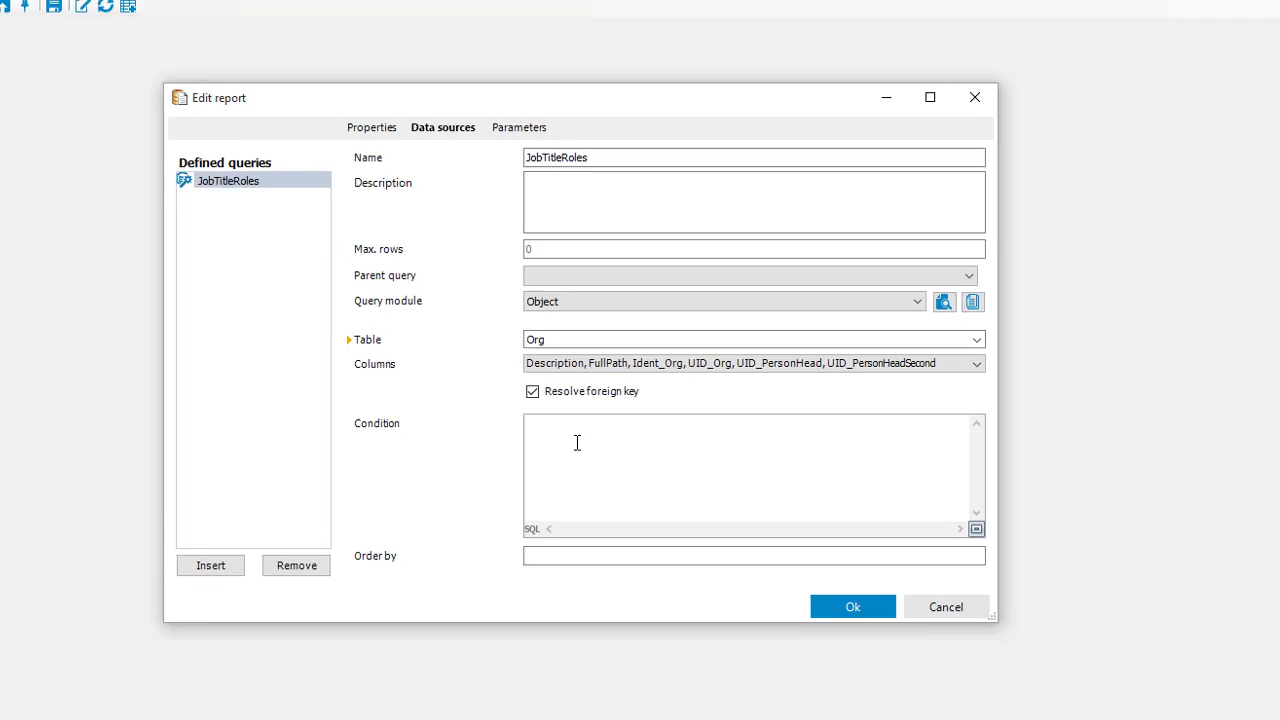 Edit report
Properties Data sources Parameters
Defined queries
JobTitleRoles
Name JobTitleRoles
Description
Max. rows 0
Parent query
Query module Object
Table Org
Columns Description, FullPath, Ident_Org, UID_Org, UID_PersonHead, UID_PersonHeadSecond
Resolve foreign key
Condition
SQL
Order by
Insert Remove
Ok Cancel